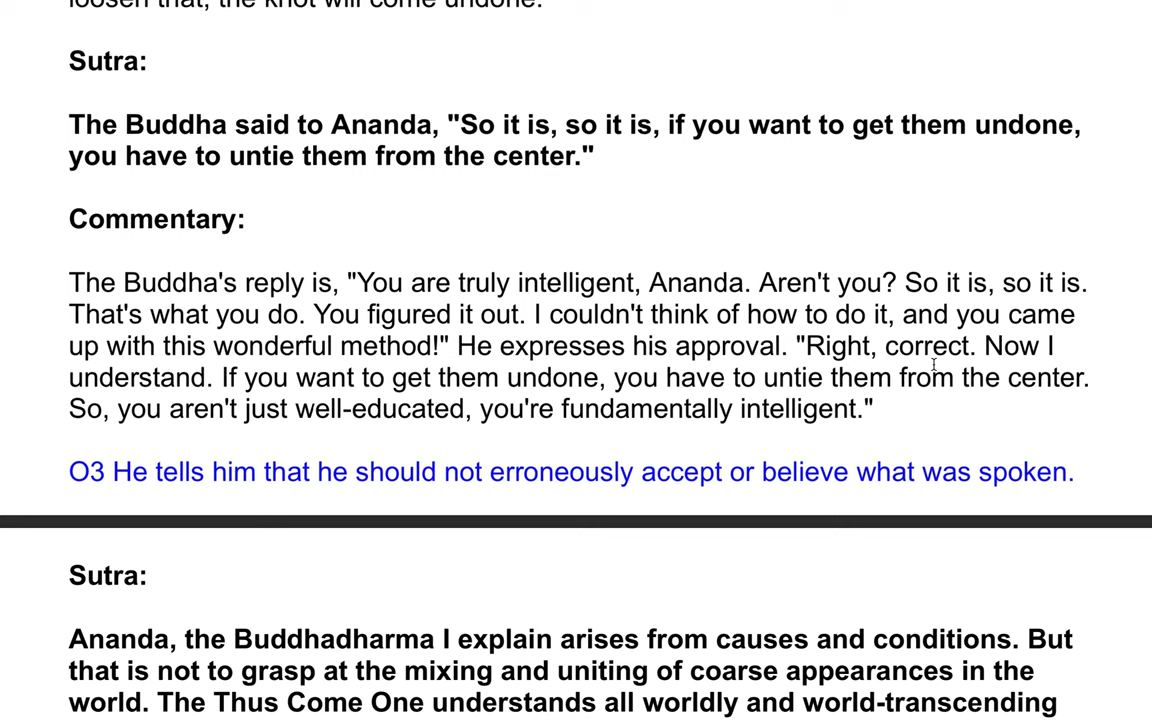 loosen that, the knot will come undone.
Sutra:
The Buddha said to Ananda, "So it is, so it is, if you want to get them undone,
you have to untie them from the center."
Commentary:
The Buddha's reply is, "You are truly intelligent, Ananda. Aren't you? So it is, so it is.
That's what you do. You figured it out. I couldn't think of how to do it, and you came
up with this wonderful method!" He expresses his approval. "Right, correct. Now I
understand. If you want to get them undone, you have to untie them from the center.
So, you aren't just well-educated, you're fundamentally intelligent."
O3 He tells him that he should not erroneously accept or believe what was spoken.
Sutra:
Ananda, the Buddhadharma I explain arises from causes and conditions. But
that is not to grasp at the mixing and uniting of coarse appearances in the
world. The Thus Come One understands all worldly and world-transcending